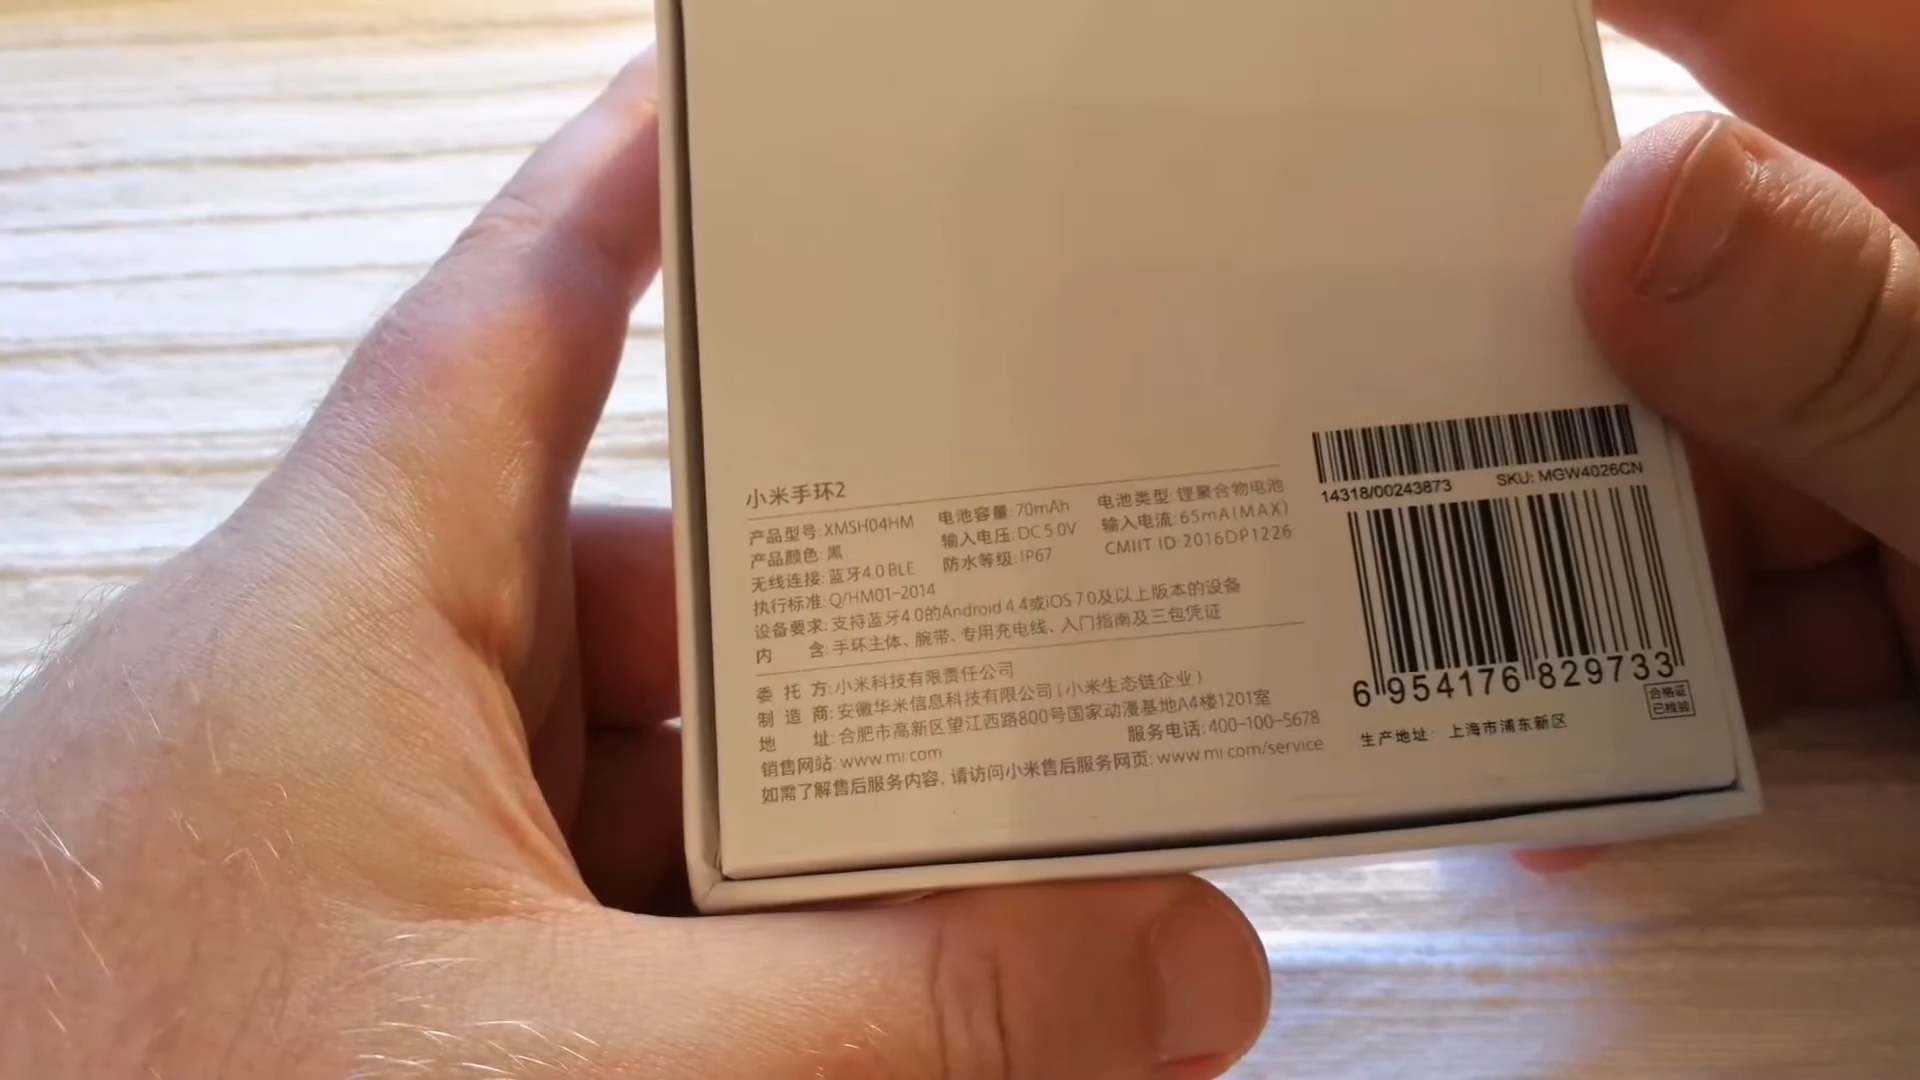 小米手环2
产品型号: XMSH04HM 电池容量: 70mAh 电池类型: 锂聚合物电池
产品颜色: 黑 输入电压: DC 5.0V 输入电流: 65mA(MAX)
无线连接: 蓝牙4.0 BLE 防水等级: IP67 CMIIT ID: 2016DP1226
执行标准: Q/HM01-2014
设备要求: 支持蓝牙4.0的Android 4.4或iOS 7.0及以上版本的设备
内 含: 手环主体、腕带、专用充电线、入门指南及三包凭证
委 托 方: 小米科技有限责任公司
制 造 商: 安徽华米信息科技有限公司 ( 小米生态链企业 )
地 址: 合肥市高新区望江西路800号国家动漫基地A4楼1201室
销售网站: www.mi.com 服务电话: 400-100-5678
如需了解售后服务内容, 请访问小米售后服务网页: www.mi.com/service
14318/00243873 SKU: MGW4026CN
6 954176 829733
合格证
已检验
生产地址: 上海市浦东新区